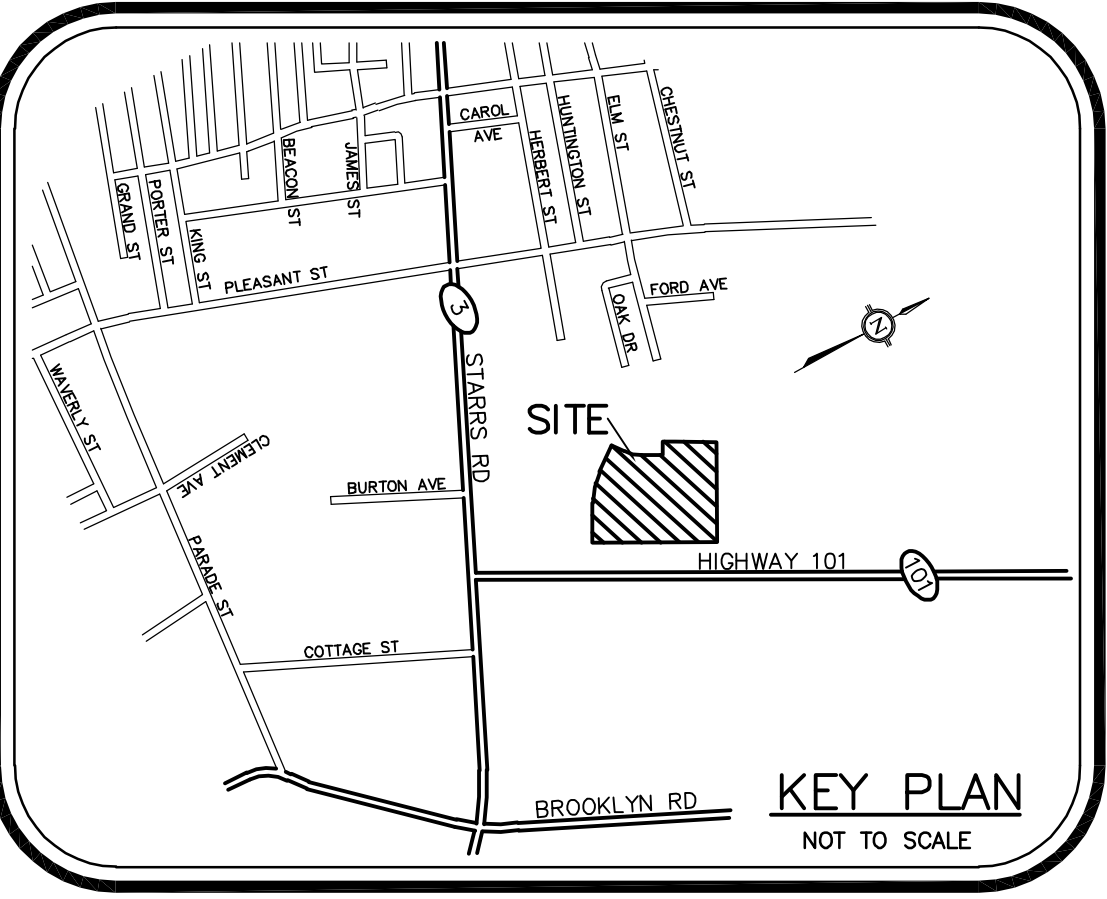 CAROL
AVE
HERBERT ST
HUNTINGTON ST
ELM ST
CHESTNUT ST
BEACON ST
JAMES ST
GRAND ST
PORTER ST
KING ST
PLEASANT ST
3
FORD AVE
OAK DR
N
WAVERLY ST
STARRS RD
SITE
CLEMENT AVE
BURTON AVE
PARADE ST
HIGHWAY 101
101
COTTAGE ST
BROOKLYN RD
KEY PLAN
NOT TO SCALE